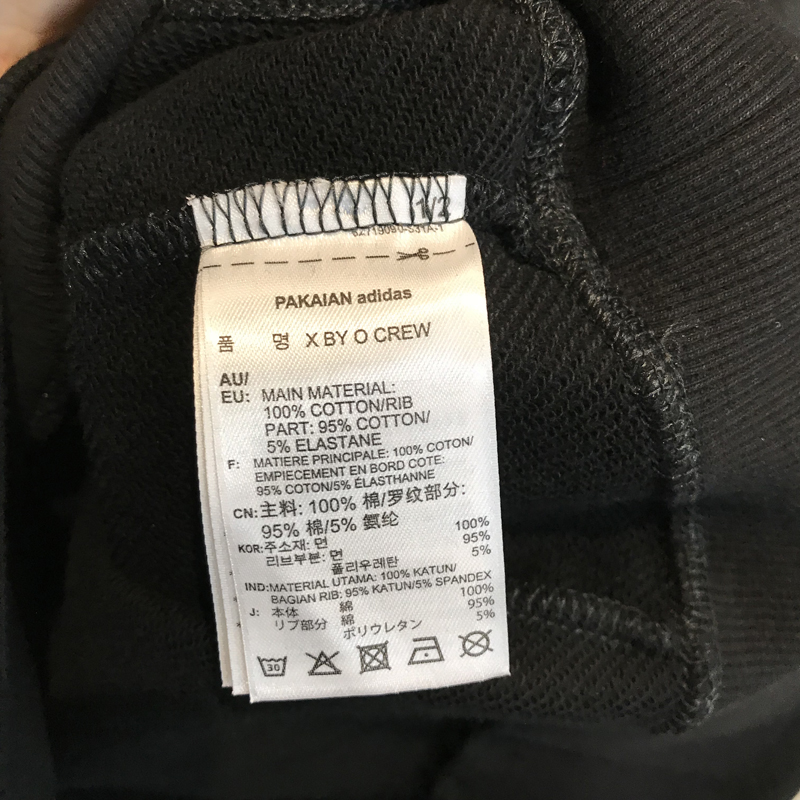 1/2
PAKAIAN adidas
품 명 X BY O CREW
AU/
EU: MAIN MATERIAL:
100% COTTON/RIB
PART: 95% COTTON/
5% ELASTANE
F: MATIERE PRINCIPALE: 100% COTON/
EMPIECEMENT EN BORD COTE:
95% COTON/5% ÉLASTHANNE
CN: 主料: 100% 棉/罗纹部分:
95% 棉/5% 氨纶
KOR: 주소재: 면 100%
리브부분: 면 95%
폴리우레탄 5%
IND: MATERIAL UTAMA: 100% KATUN/
BAGIAN RIB: 95% KATUN/5% SPANDEX
J: 本体 綿 100%
リブ部分 綿 95%
ポリウレタン 5%
30